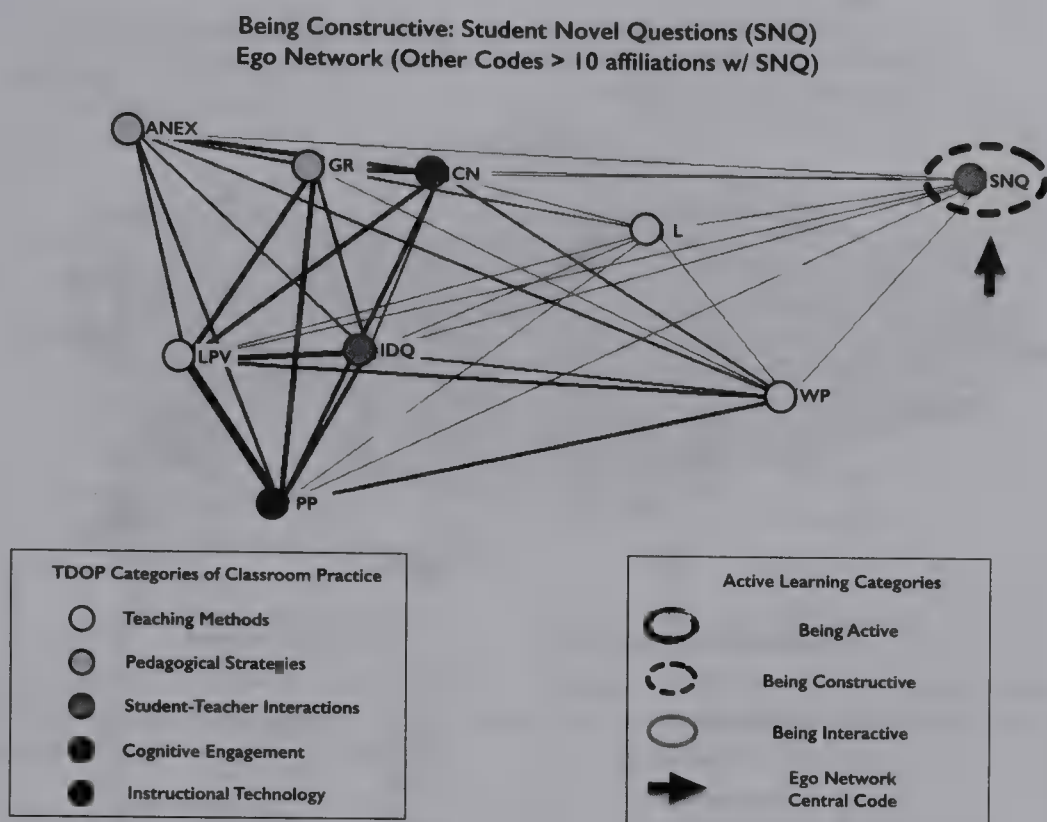 Being Constructive: Student Novel Questions (SNQ)
Ego Network (Other Codes > 10 affiliations w/ SNQ)
ANEX
GR
CN
SNQ
L
LPV
IDQ
WP
PP
TDOP Categories of Classroom Practice
Teaching Methods
Pedagogical Strategies
Student-Teacher Interactions
Cognitive Engagement
Instructional Technology
Active Learning Categories
Being Active
Being Constructive
Being Interactive
Ego Network
Central Code